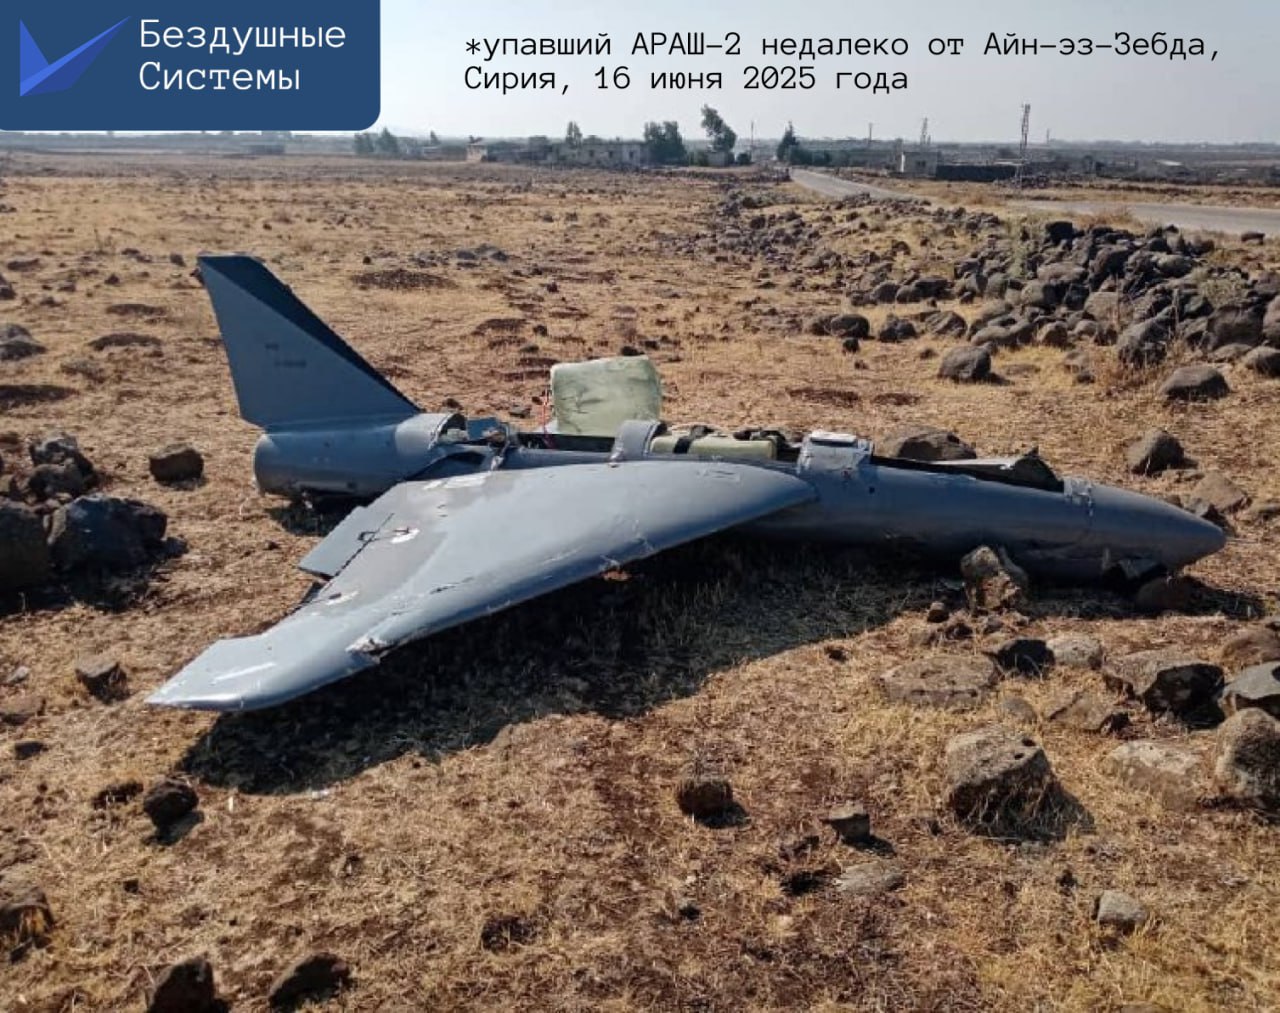 Бездушные
Системы
*упавший АРАШ-2 недалеко от Айн-эз-Зебда,
Сирия, 16 июня 2025 года